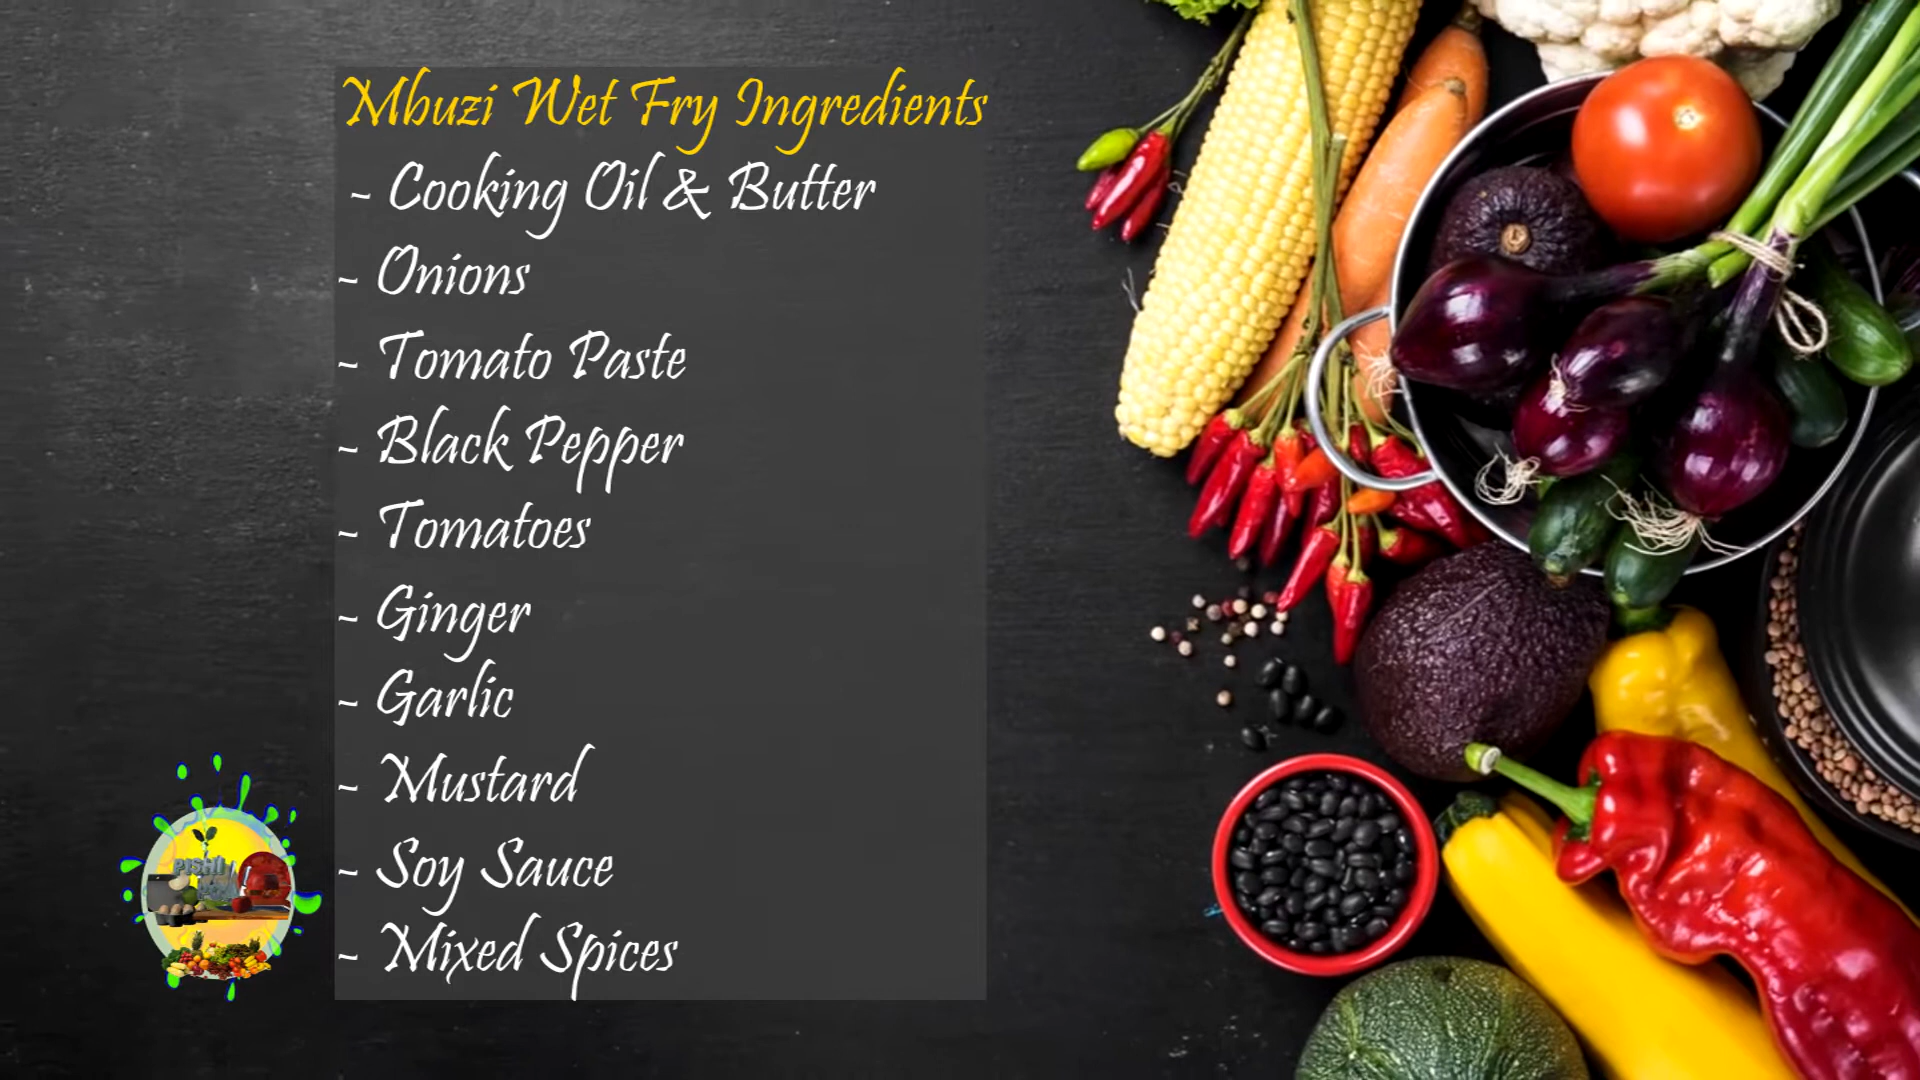 Mbuzi Wet Fry Ingredients
- Cooking Oil & Butter
- Onions
- Tomato Paste
- Black Pepper
- Tomatoes
- Ginger
- Garlic
- Mustard
- Soy Sauce
- Mixed Spices
PISHI